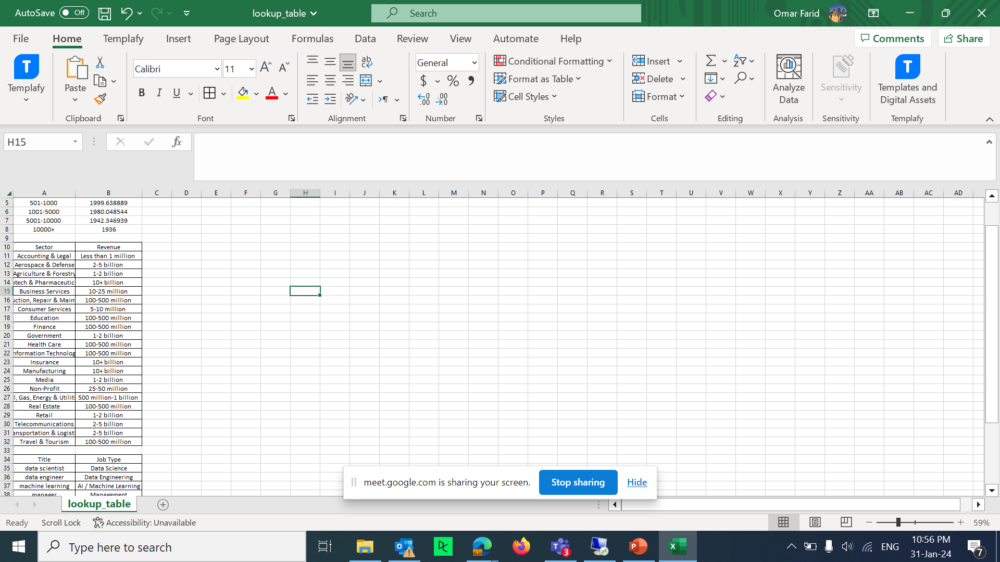 AutoSave Off lookup_table Search Omar Farid
File Home Templafy Insert Page Layout Formulas Data Review View Automate Help Comments Share
Templafy
Paste
Clipboard
Calibri 11
B I U
Font
Alignment
General
$ %
Number
Conditional Formatting
Format as Table
Cell Styles
Styles
Insert
Delete
Format
Cells
Editing
Analyze
Data
Analysis
Sensitivity
Sensitivity
Templates and
Digital Assets
Templafy
H15 fx
A B C D E F G H I J K L M N O P Q R S T U V W X Y Z AA AB AC AD
5 501-1000 1999.638889
6 1001-5000 1980.048544
7 5001-10000 1942.346939
8 10000+ 1936
9
10 Sector Revenue
11 Accounting & Legal Less than 1 million
12 Aerospace & Defense 2-5 billion
13 Agriculture & Forestry 1-2 billion
14 otech & Pharmaceutic 10+ billion
15 Business Services 10-25 million
16 uction, Repair & Main 100-500 million
17 Consumer Services 5-10 million
18 Education 100-500 million
19 Finance 100-500 million
20 Government 1-2 billion
21 Health Care 100-500 million
22 nformation Technolog 100-500 million
23 Insurance 10+ billion
24 Manufacturing 10+ billion
25 Media 1-2 billion
26 Non-Profit 25-50 million
27 l, Gas, Energy & Utiliti 500 million-1 billion
28 Real Estate 100-500 million
29 Retail 1-2 billion
30 Telecommunications 2-5 billion
31 ansportation & Logisti 2-5 billion
32 Travel & Tourism 100-500 million
33
34 Title Job Type
35 data scientist Data Science
36 data engineer Data Engineering
37 machine learning AI / Machine Learning
38 manager Management
meet.google.com is sharing your screen. Stop sharing Hide
lookup_table
Ready Scroll Lock Accessibility: Unavailable 59%
Type here to search
3
ENG
10:56 PM
31-Jan-24
7